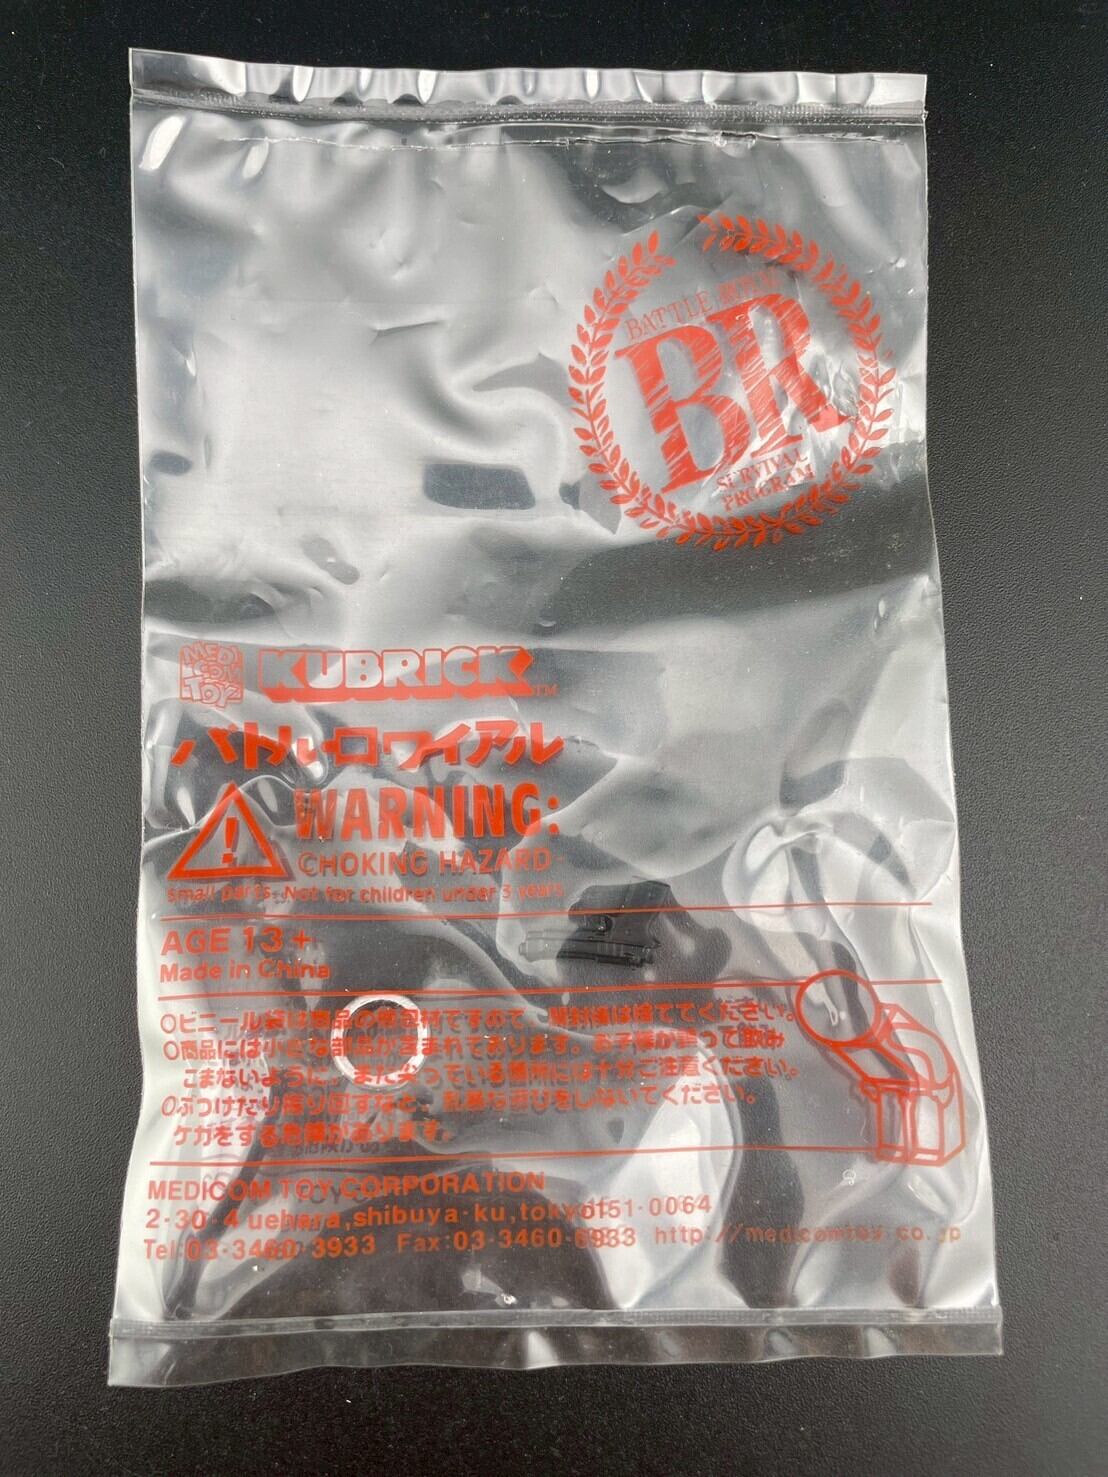 BATTLE ROYAL
BR
SURVIVAL
PROGRAM
MEDI
COM
TOY
KUBRICK TM
バトル・ロワイアル
WARNING:
CHOKING HAZARD-
Small parts. Not for children under 3 years
AGE 13+
Made in China
○ビニール袋は商品の梱包材ですので、開封後は捨ててください。
○商品には小さな部品が含まれております。お子様が誤って飲み
こまないように、また尖っている箇所には十分ご注意ください。
○ぶつけたり振り回すなど、乱暴な遊びをしないでください。
ケガをする危険があります。
MEDICOM TOY CORPORATION
2-30-4 uehara,shibuya-ku,tokyo151-0064
Tel:03-3460-3933 Fax:03-3460-6933 http://medicomtoy.co.jp